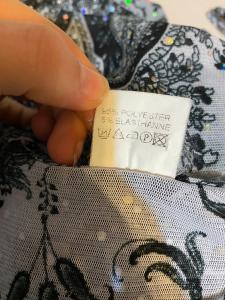 95% POLYESTER
5% ELASTHANNE